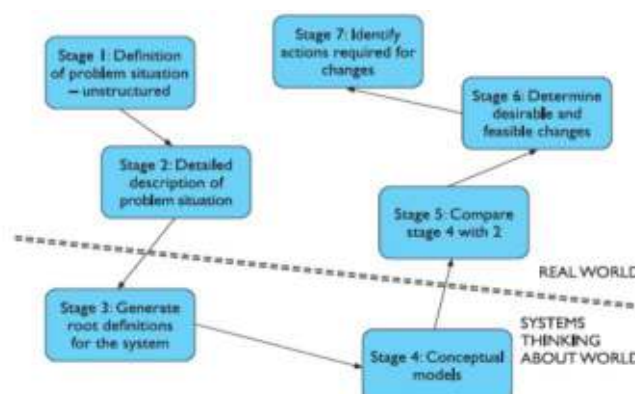 Stage 1: Definition
of problem situation
– unstructured
Stage 2: Detailed
description of
problem situation
Stage 3: Generate
root definitions
for the system
Stage 4: Conceptual
models
Stage 5: Compare
stage 4 with 2
Stage 6: Determine
desirable and
feasible changes
Stage 7: Identify
actions required for
changes
REAL WORLD
SYSTEMS
THINKING
ABOUT WORLD